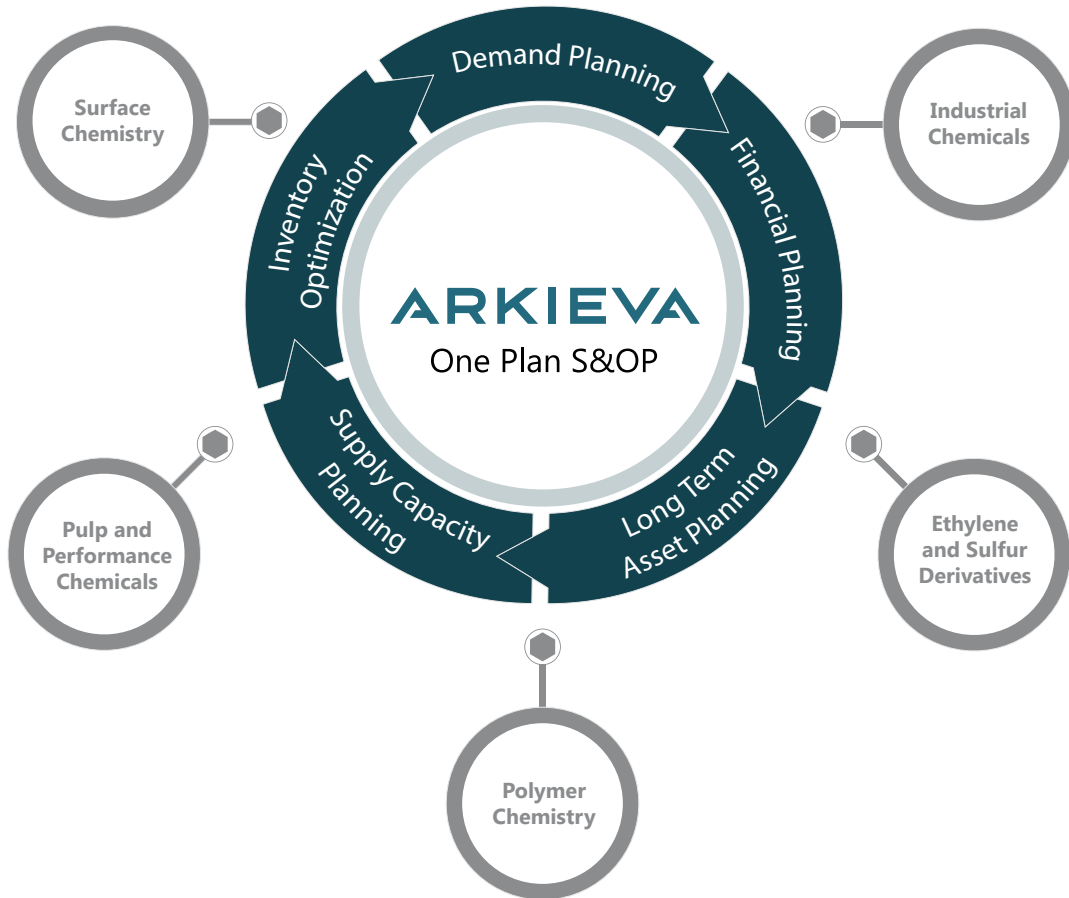 Demand Planning
Surface
Chemistry
Industrial
Chemicals
Inventory
Optimization
Financial Planning
ARKIEVA
One Plan S&OP
Supply Capacity
Planning
Long Term
Asset Planning
Pulp and
Performance
Chemicals
Ethylene
and Sulfur
Derivatives
Polymer
Chemistry